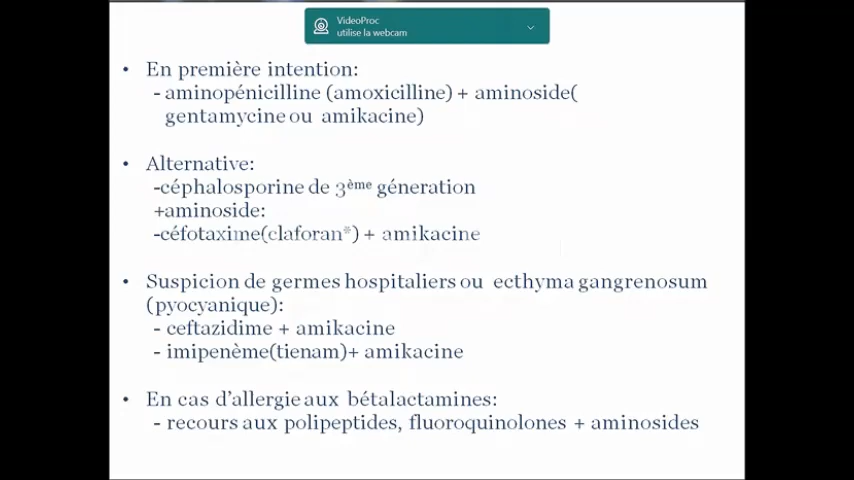 VideoProc
utilise la webcam
• En première intention:
- aminopénicilline (amoxicilline) + aminoside(
gentamycine ou amikacine)
• Alternative:
-céphalosporine de 3ème géneration
+aminoside:
-céfotaxime(claforan*) + amikacine
• Suspicion de germes hospitaliers ou ecthyma gangrenosum
(pyocyanique):
- ceftazidime + amikacine
- imipenème(tienam)+ amikacine
• En cas d'allergie aux bétalactamines:
- recours aux polipeptides, fluoroquinolones + aminosides